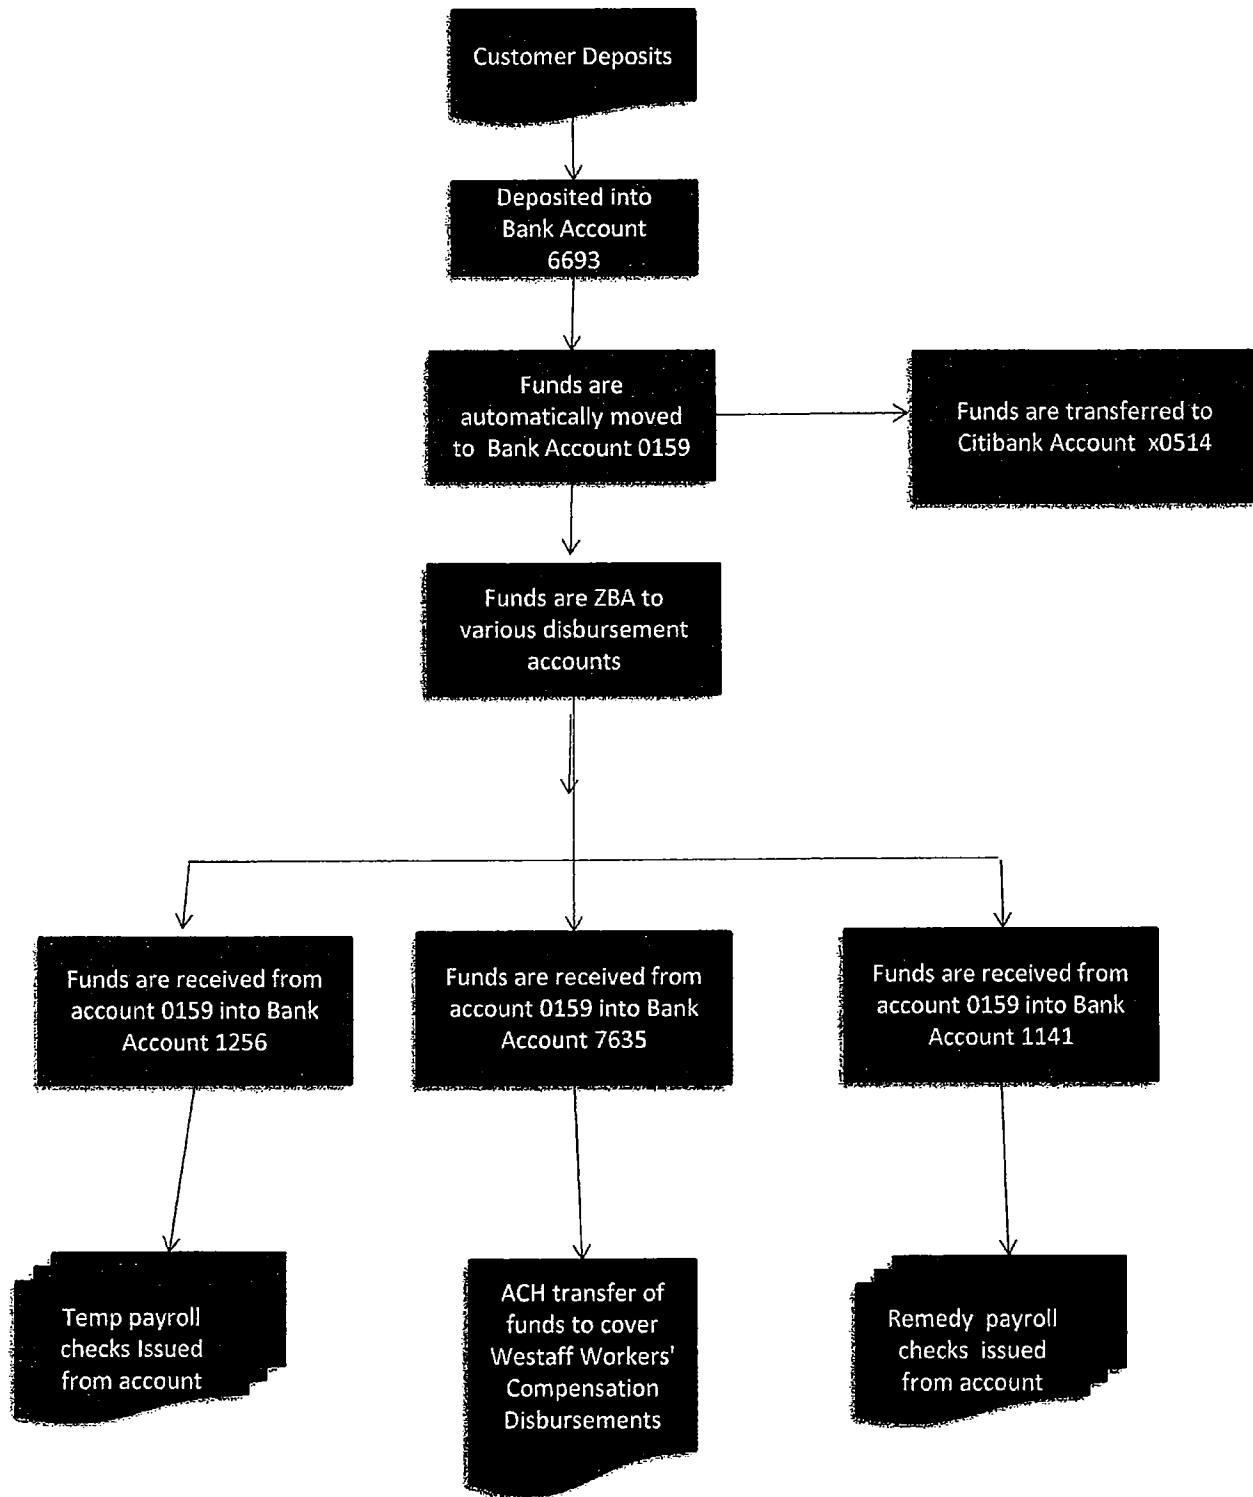 Customer Deposits
Deposited into
Bank Account
6693
Funds are
automatically moved
to Bank Account 0159
Funds are transferred to
Citibank Account x0514
Funds are ZBA to
various disbursement
accounts
Funds are received from
account 0159 into Bank
Account 1256
Funds are received from
account 0159 into Bank
Account 7635
Funds are received from
account 0159 into Bank
Account 1141
Temp payroll
checks Issued
from account
ACH transfer of
funds to cover
Westaff Workers'
Compensation
Disbursements
Remedy payroll
checks issued
from account